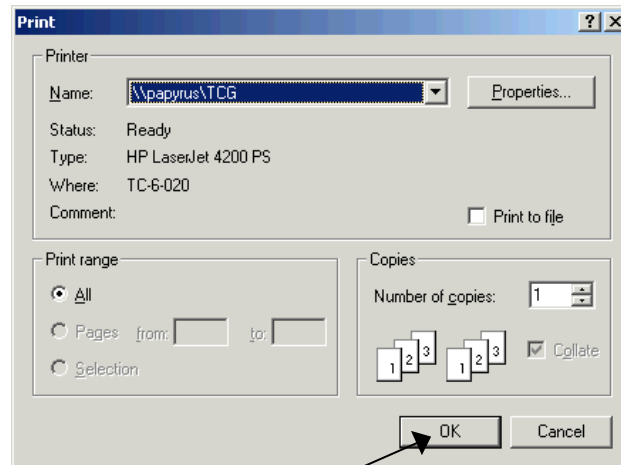 Print
Printer
Name: \\papyrus\TCG Properties...
Status: Ready
Type: HP LaserJet 4200 PS
Where: TC-6-020
Comment: Print to file
Print range
All
Pages from: to:
Selection
Copies
Number of copies: 1
1 2 3 1 2 3 Collate
OK Cancel